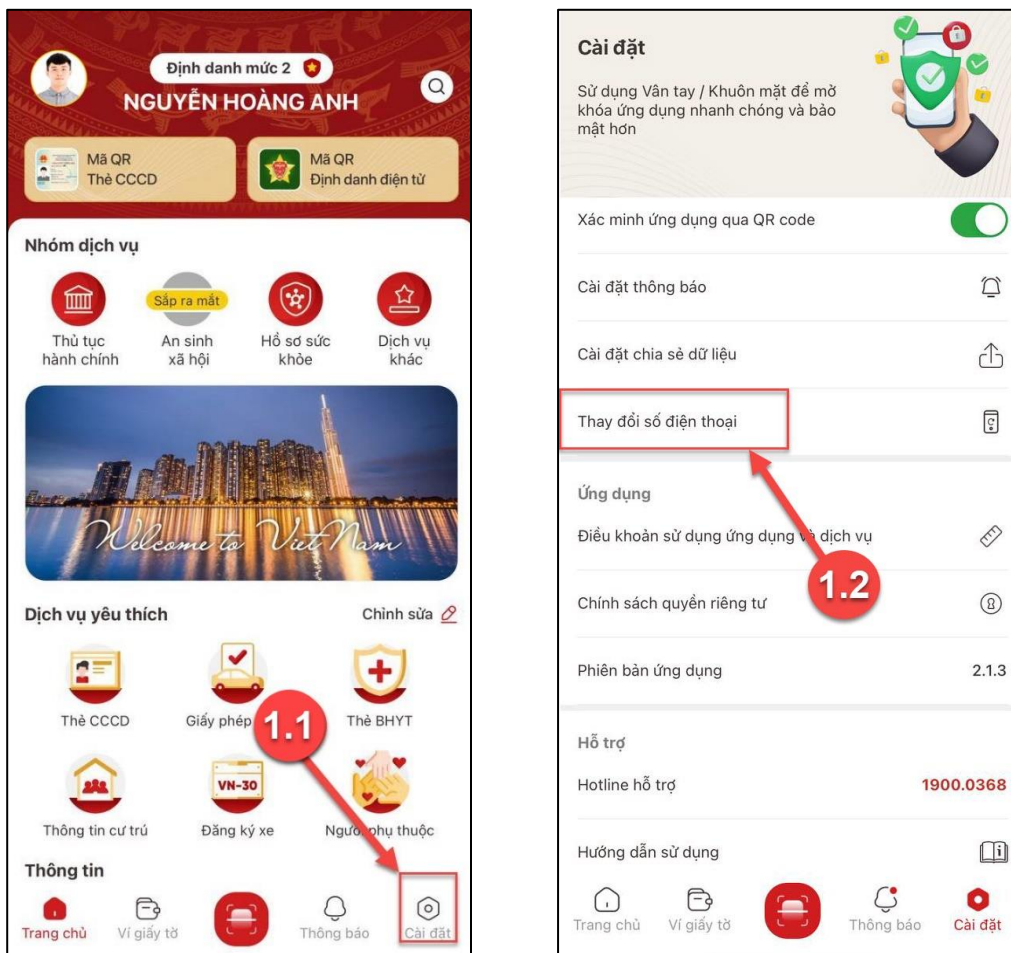 Định danh mức 2
NGUYỄN HOÀNG ANH
Mã QR
Thẻ CCCD
Mã QR
Định danh điện tử
Nhóm dịch vụ
Sắp ra mắt
Thủ tục
hành chính
An sinh
xã hội
Hồ sơ sức
khỏe
Dịch vụ
khác
Welcome to Viet Nam
Dịch vụ yêu thích
Chỉnh sửa
Thẻ CCCD
Giấy phép
1.1
Thẻ BHYT
VN-30
Thông tin cư trú
Đăng ký xe
Người phụ thuộc
Thông tin
Trang chủ
Ví giấy tờ
Thông báo
Cài đặt
Cài đặt
Sử dụng Vân tay / Khuôn mặt để mở
khóa ứng dụng nhanh chóng và bảo
mật hơn
Xác minh ứng dụng qua QR code
Cài đặt thông báo
Cài đặt chia sẻ dữ liệu
Thay đổi số điện thoại
Ứng dụng
Điều khoản sử dụng ứng dụng và dịch vụ
1.2
Chính sách quyền riêng tư
Phiên bản ứng dụng
2.1.3
Hỗ trợ
Hotline hỗ trợ
1900.0368
Hướng dẫn sử dụng
Trang chủ
Ví giấy tờ
Thông báo
Cài đặt